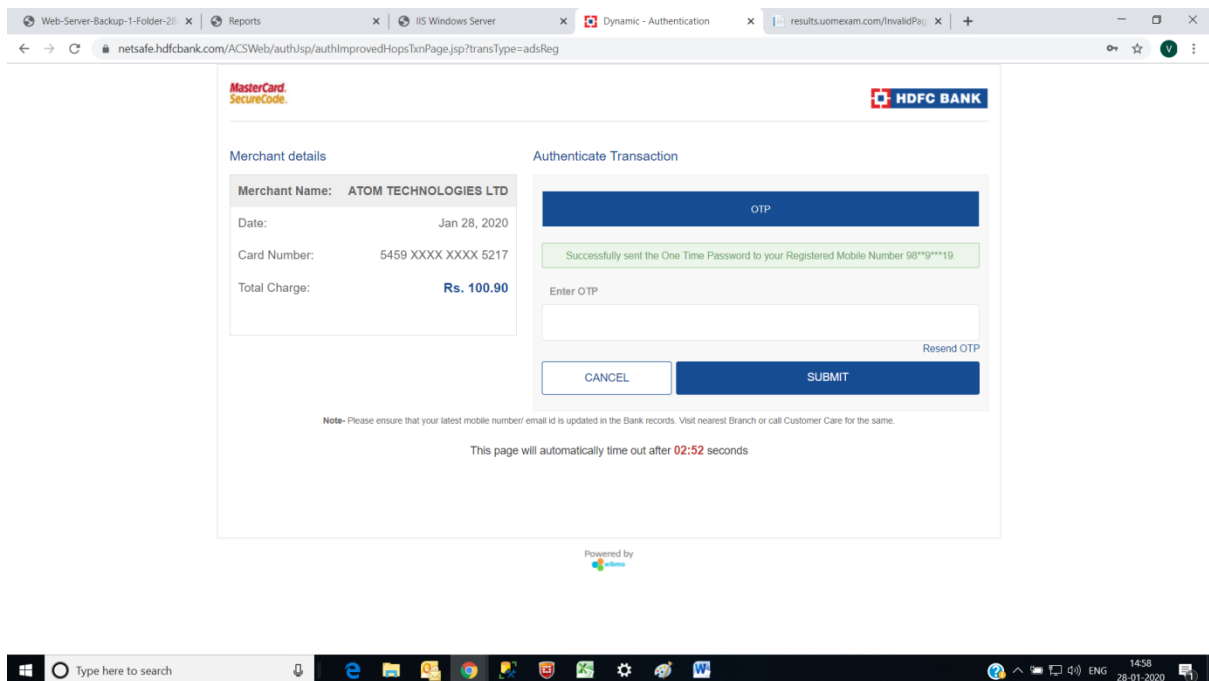 Web-Server-Backup-1-Folder-28
Reports
IIS Windows Server
Dynamic - Authentication
results.uomexam.com/InvalidPag
netsafe.hdfcbank.com/ACSWeb/authJsp/authImprovedHopsTxnPage.jsp?transType=adsReg
V
MasterCard.
SecureCode.
HDFC BANK
Merchant details
Merchant Name: ATOM TECHNOLOGIES LTD
Date: Jan 28, 2020
Card Number: 5459 XXXX XXXX 5217
Total Charge: Rs. 100.90
Authenticate Transaction
OTP
Successfully sent the One Time Password to your Registered Mobile Number 98**9***19.
Enter OTP
Resend OTP
CANCEL
SUBMIT
Note- Please ensure that your latest mobile number/ email id is updated in the Bank records. Visit nearest Branch or call Customer Care for the same.
This page will automatically time out after 02:52 seconds
Powered by
wibmo
Type here to search
ENG
14:58
28-01-2020